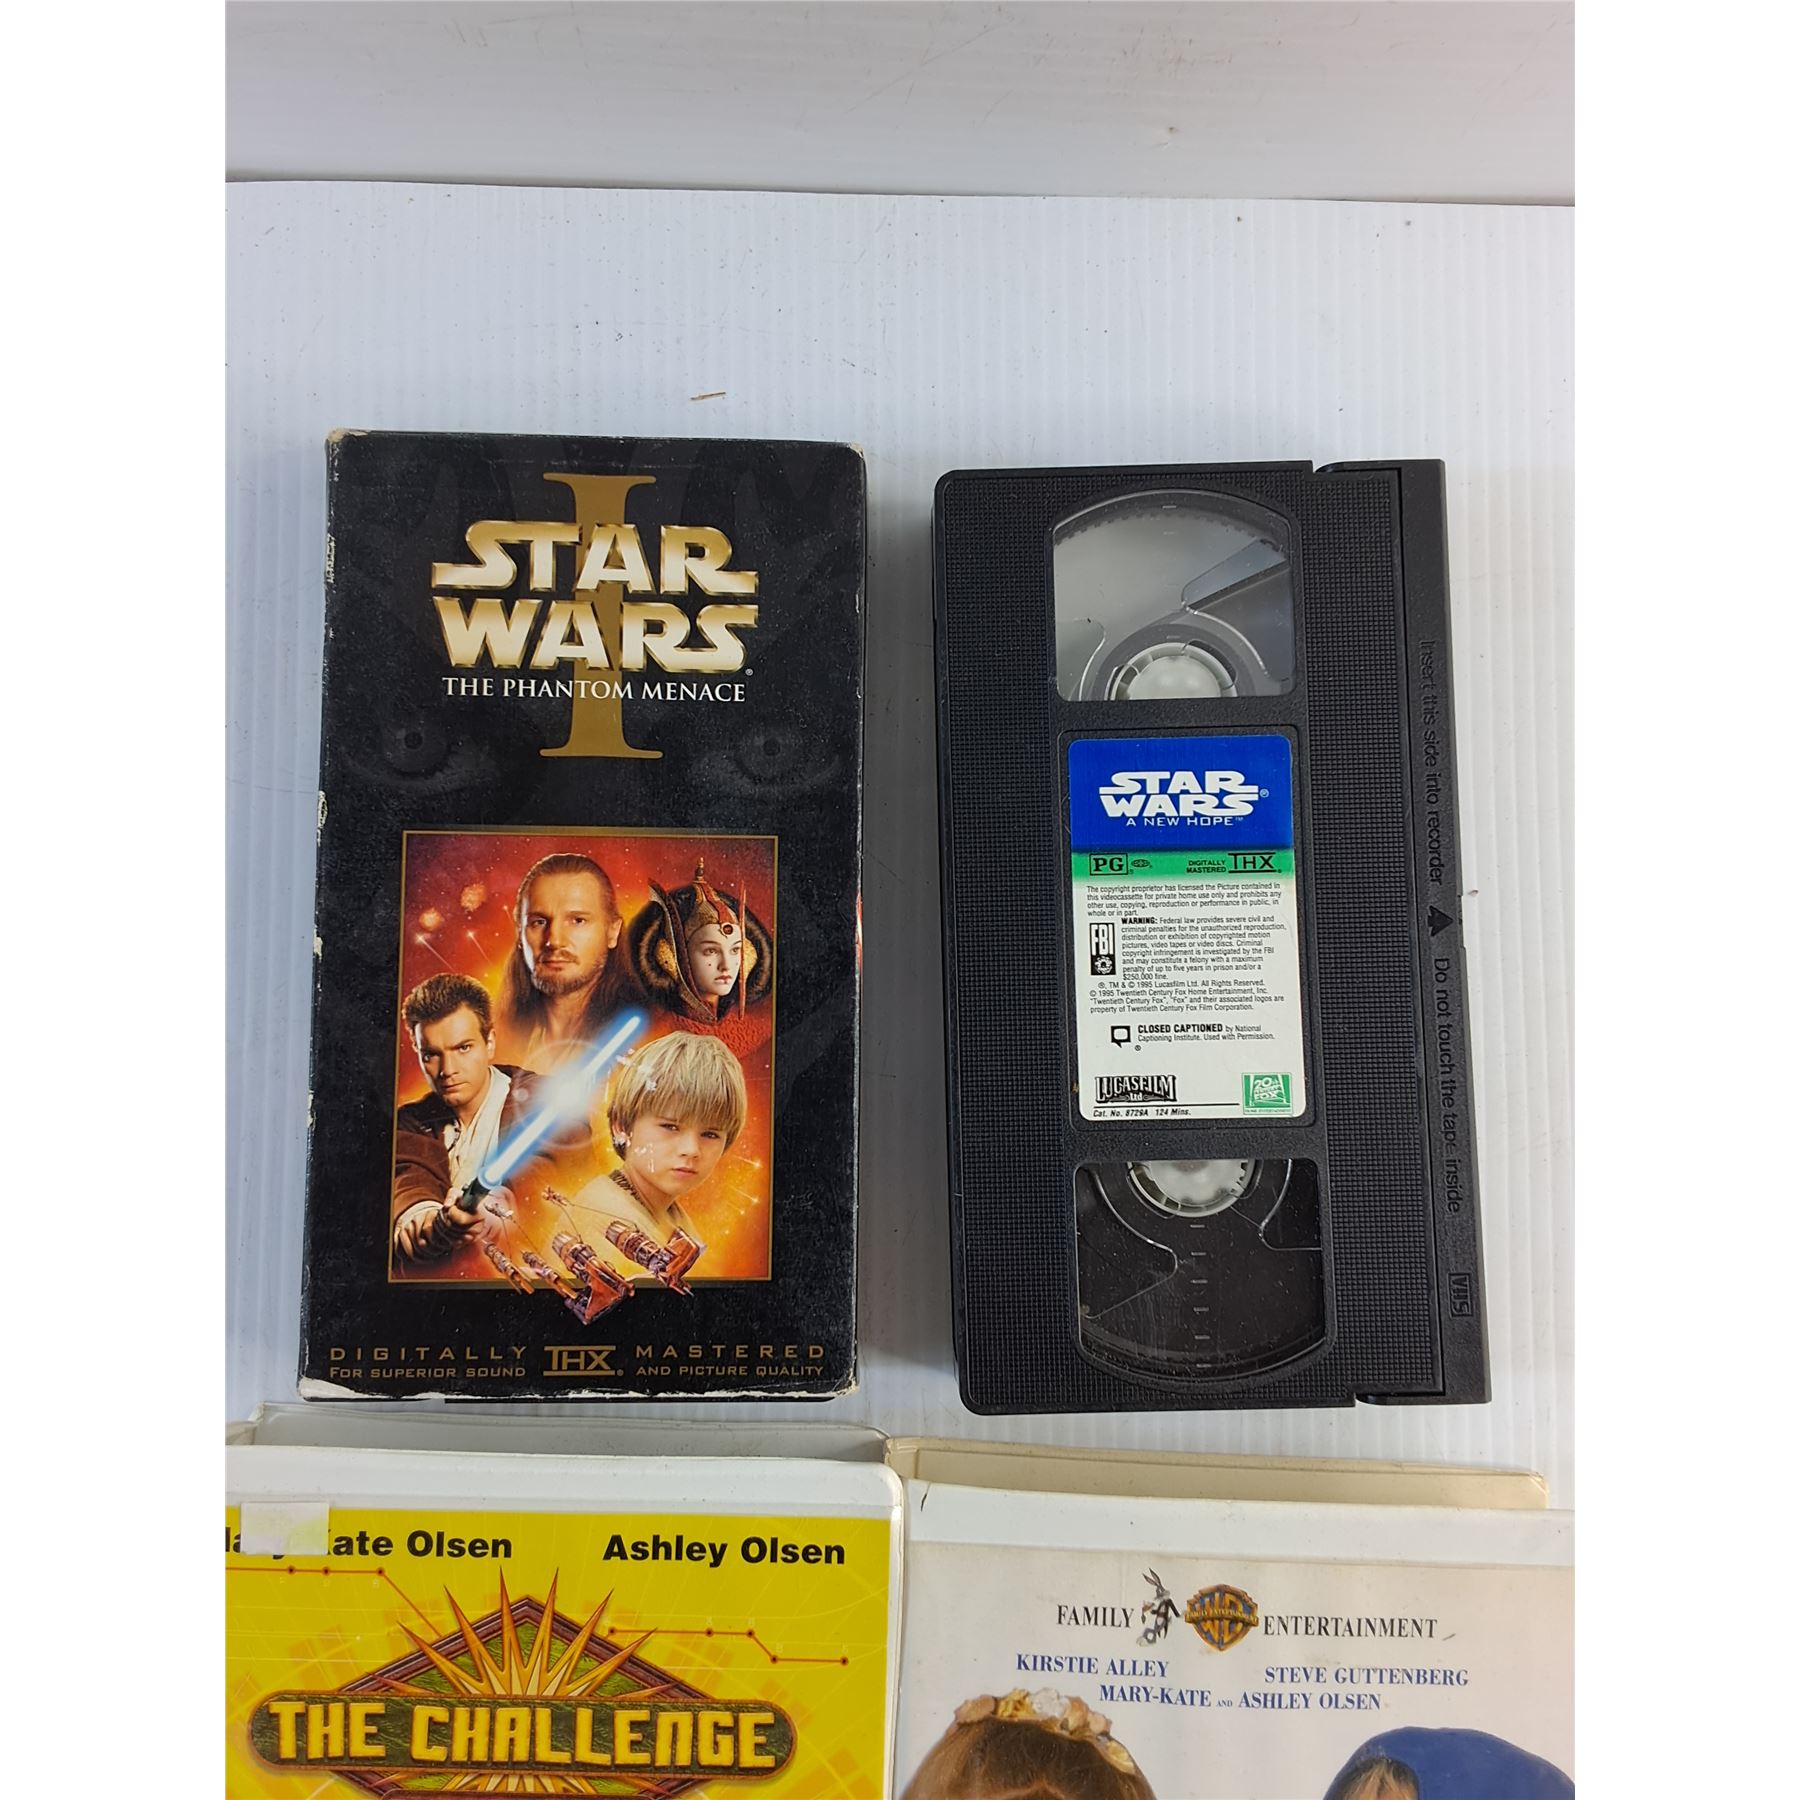 I
STAR
WARS®
THE PHANTOM MENACE
DIGITALLY THX® MASTERED
FOR SUPERIOR SOUND AND PICTURE QUALITY
STAR
WARS®
A NEW HOPE™
PG® DIGITALLY MASTERED THX®
The copyright proprietor has licensed the Picture contained in
this videocassette for private home use only and prohibits any
other use, copying, reproduction or performance in public, in
whole or in part.
FBI
WARNING: Federal law provides severe civil and
criminal penalties for the unauthorized reproduction,
distribution or exhibition of copyrighted motion
pictures, video tapes or video discs. Criminal
copyright infringement is investigated by the FBI
and may constitute a felony with a maximum
penalty of up to five years in prison and/or a
$250,000 fine.
®, TM & © 1995 Lucasfilm Ltd. All Rights Reserved.
© 1995 Twentieth Century Fox Home Entertainment, Inc.
"Twentieth Century Fox", "Fox" and their associated logos are
property of Twentieth Century Fox Film Corporation.
CLOSED CAPTIONED by National
Captioning Institute. Used with Permission.
®
LUCASFILM
Ltd
Cat. No. 8729A 124 Mins.
20th
CENTURY
FOX
Insert this side into recorder Do not touch the tape inside
VHS
Kate Olsen Ashley Olsen
THE CHALLENGE
FAMILY WB ENTERTAINMENT
KIRSTIE ALLEY STEVE GUTTENBERG
MARY-KATE AND ASHLEY OLSEN